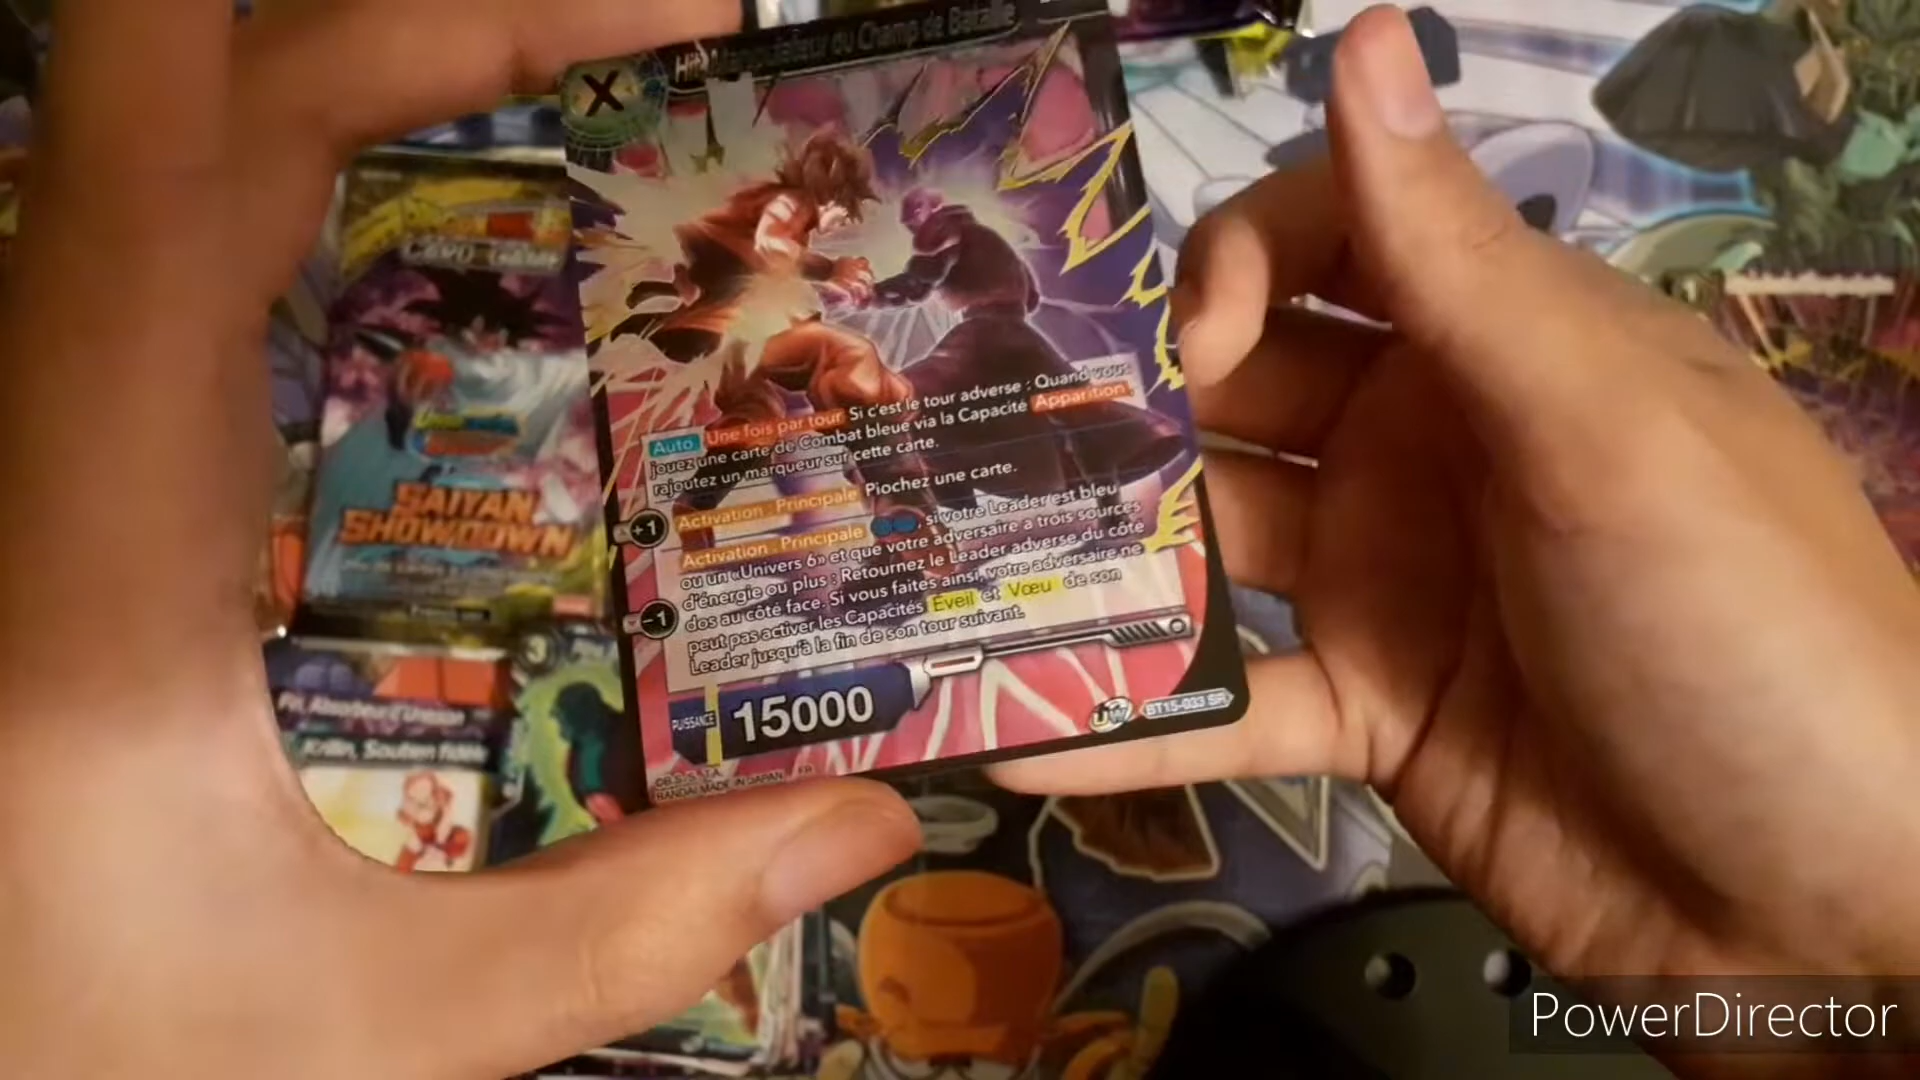 du Champ de Bataille
X
CARD GAME
Auto Une fois par tour Si c'est le tour adverse : Quand vous
jouez une carte de Combat bleue via la Capacité Apparition,
rajoutez un marqueur sur cette carte.
+1 Activation : Principale Piochez une carte.
Activation : Principale , si votre Leader est bleu
ou un «Univers 6» et que votre adversaire a trois sources
d'énergie ou plus : Retournez le Leader adverse du côté
dos au côté face. Si vous faites ainsi, votre adversaire ne
-1 peut pas activer les Capacités Éveil et Vœu de son
Leader jusqu'à la fin de son tour suivant.
PUISSANCE 15000
UW BT15-033 SR
BANDAI MADE IN JAPAN FR
SAIYAN
SHOWDOWN
3
Krilin, Soutien
PowerDirector